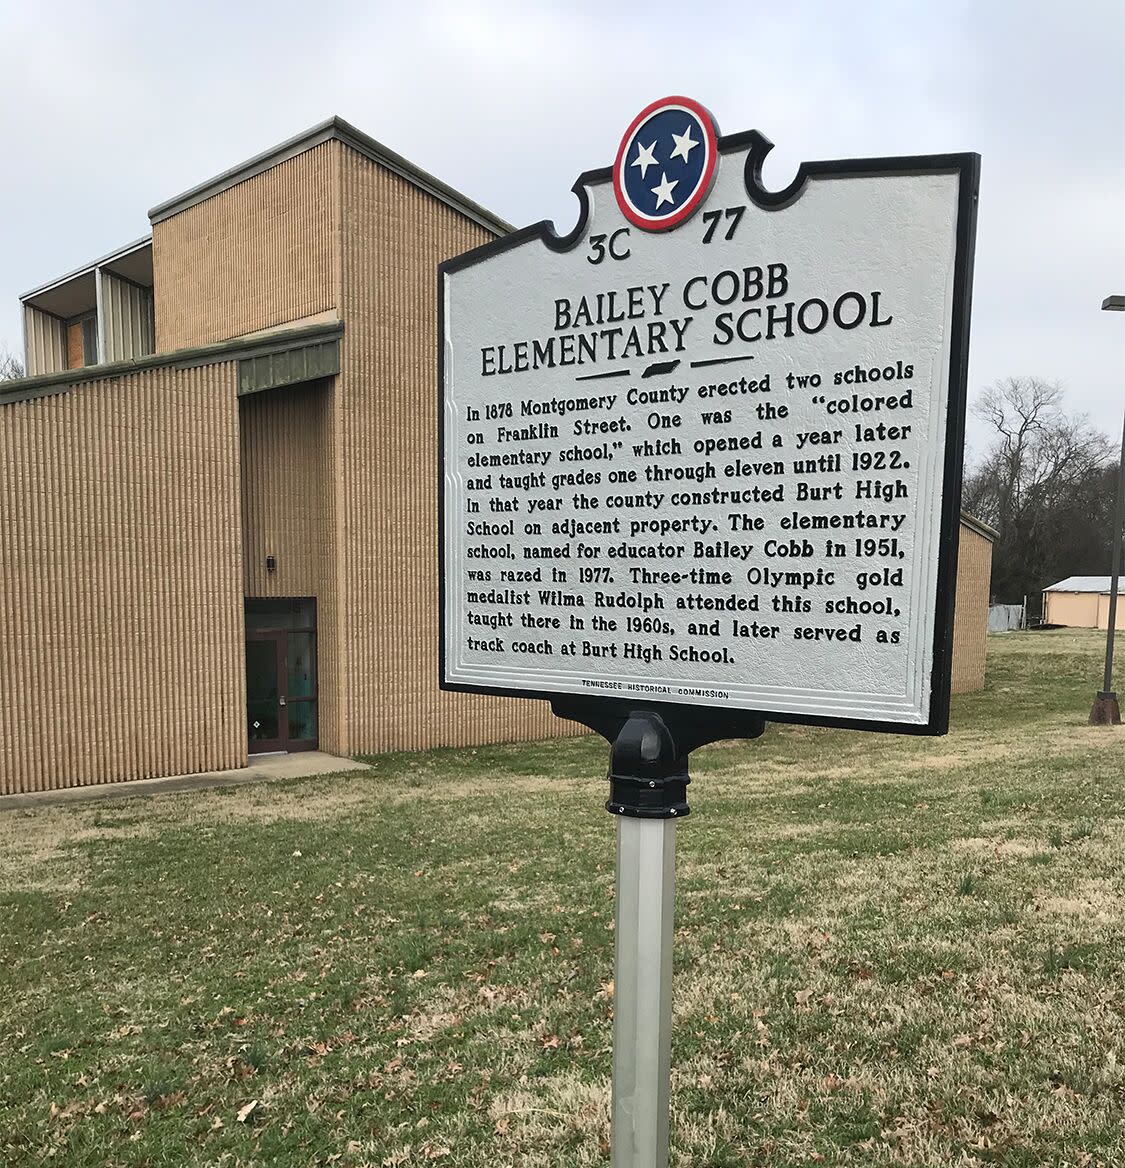 3C 77
BAILEY COBB
ELEMENTARY SCHOOL
In 1878 Montgomery County erected two schools
on Franklin Street. One was the “colored
elementary school,” which opened a year later
and taught grades one through eleven until 1922.
In that year the county constructed Burt High
School on adjacent property. The elementary
school, named for educator Bailey Cobb in 1951,
was razed in 1977. Three-time Olympic gold
medalist Wilma Rudolph attended this school,
taught there in the 1960s, and later served as
track coach at Burt High School.
TENNESSEE HISTORICAL COMMISSION